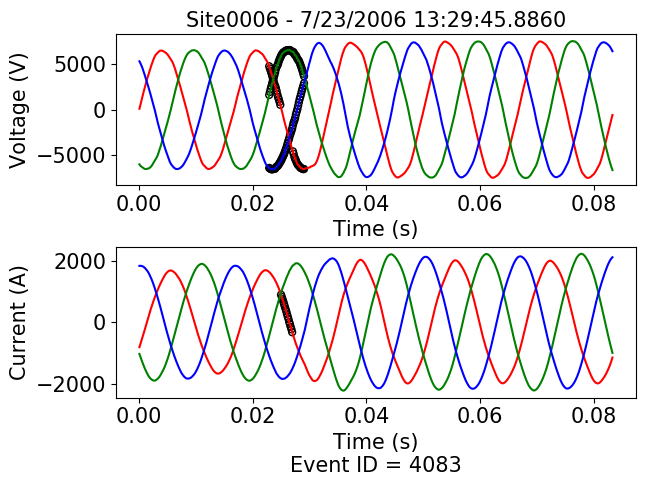 Site0006 - 7/23/2006 13:29:45.8860
Voltage (V)
5000
0
−5000
0.00 0.02 0.04 0.06 0.08
Time (s)
Current (A)
2000
0
−2000
0.00 0.02 0.04 0.06 0.08
Time (s)
Event ID = 4083